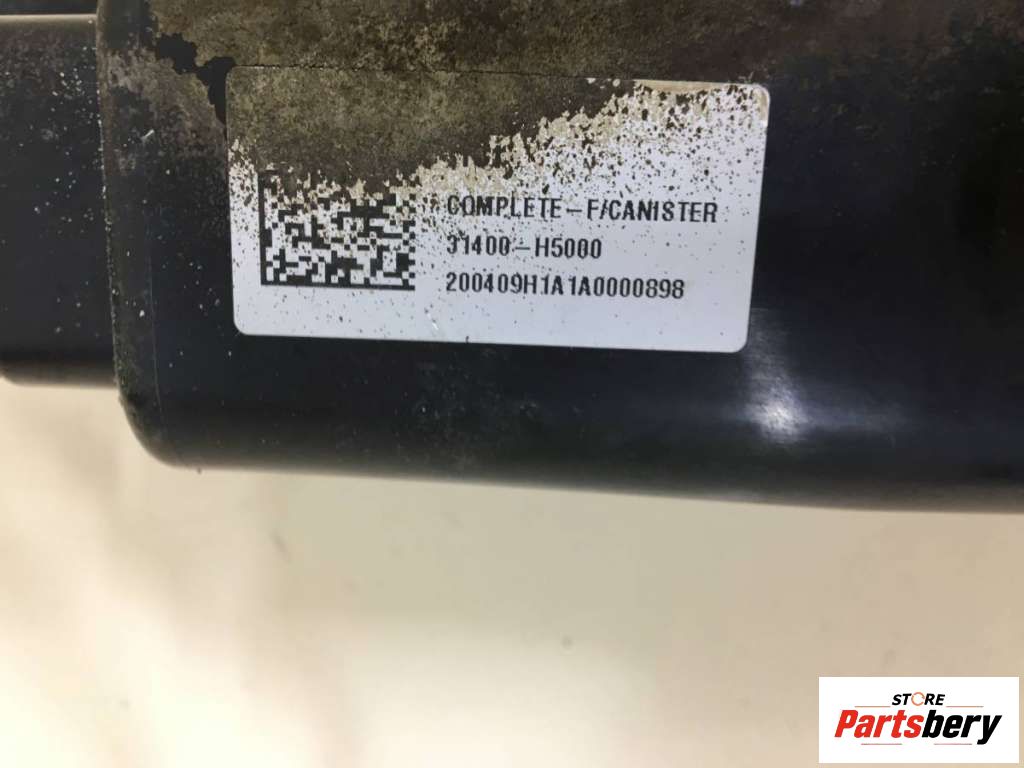 COMPLETE-F/CANISTER
31400-H5000
200409H1A1A0000898
STORE
Partsbery